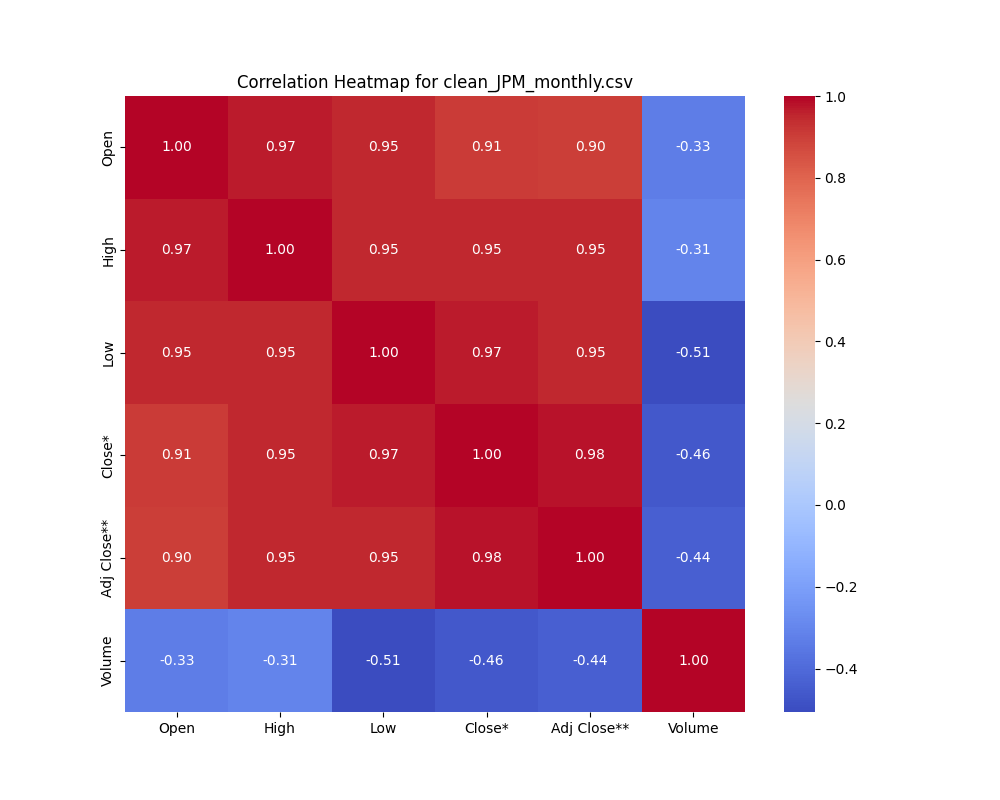 Correlation Heatmap for clean_JPM_monthly.csv
Open 1.00 0.97 0.95 0.91 0.90 -0.33
High 0.97 1.00 0.95 0.95 0.95 -0.31
Low 0.95 0.95 1.00 0.97 0.95 -0.51
Close* 0.91 0.95 0.97 1.00 0.98 -0.46
Adj Close** 0.90 0.95 0.95 0.98 1.00 -0.44
Volume -0.33 -0.31 -0.51 -0.46 -0.44 1.00
Open High Low Close* Adj Close** Volume
1.0
0.8
0.6
0.4
0.2
0.0
−0.2
−0.4